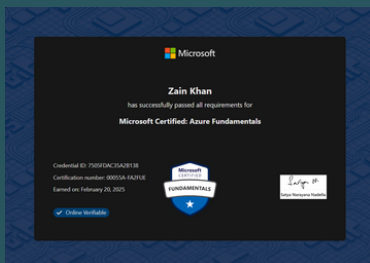 Microsoft
Zain Khan
has successfully passed all requirements for
Microsoft Certified: Azure Fundamentals
Credential ID: 7505FDAC35A2B138
Certification number: 00055A-FA2FUE
Earned on: February 20, 2025
Online Verifiable
Microsoft
CERTIFIED
FUNDAMENTALS
Satya Narayana Nadella